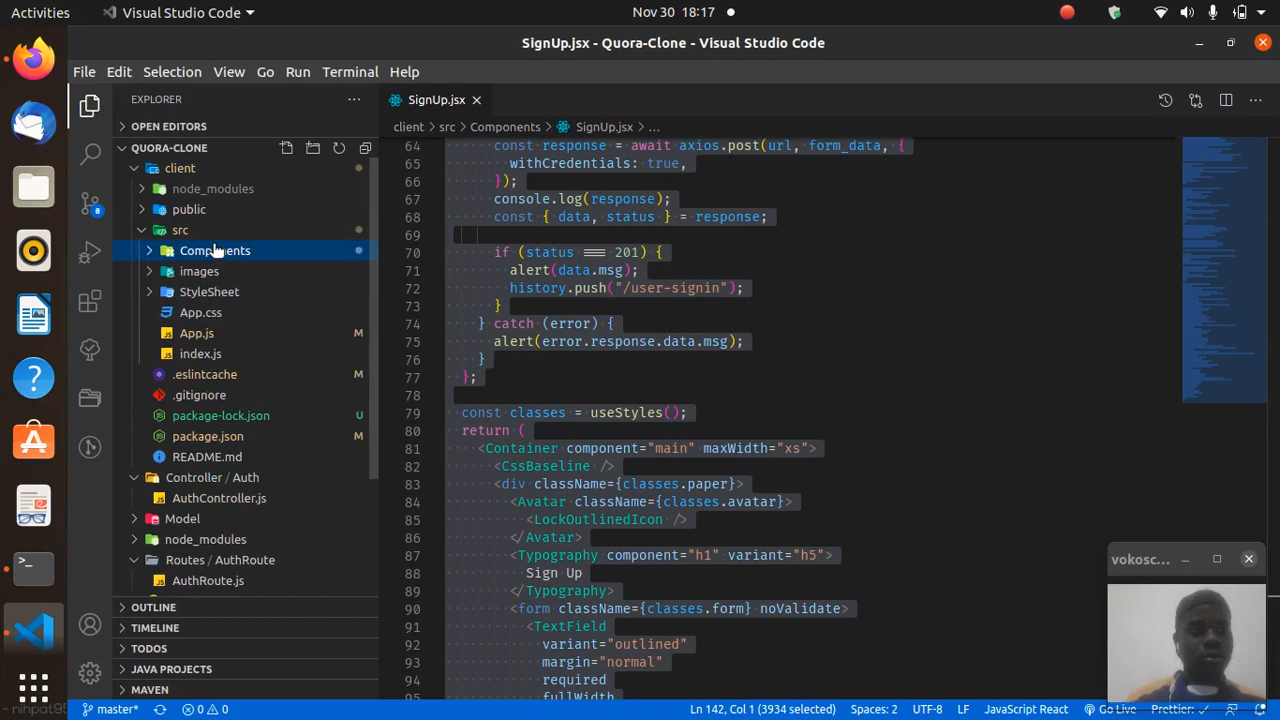 Activities
Visual Studio Code
Nov 30 18:17
SignUp.jsx - Quora-Clone - Visual Studio Code
File Edit Selection View Go Run Terminal Help
EXPLORER
OPEN EDITORS
QUORA-CLONE
client
node_modules
public
src
Components
images
StyleSheet
App.css
App.js M
index.js
.eslintcache M
.gitignore
package-lock.json U
package.json M
README.md
Controller / Auth
AuthController.js
Model
node_modules
Routes / AuthRoute
AuthRoute.js
OUTLINE
TIMELINE
TODOS
JAVA PROJECTS
MAVEN
8
SignUp.jsx
client > src > Components > SignUp.jsx > ...
64 const response = await axios.post(url, form_data, {
65 withCredentials: true,
66 });
67 console.log(response);
68 const { data, status } = response;
69
70 if (status === 201) {
71 alert(data.msg);
72 history.push("/user-signin");
73 }
74 } catch (error) {
75 alert(error.response.data.msg);
76 }
77 };
78
79 const classes = useStyles();
80 return (
81 <Container component="main" maxWidth="xs">
82 <CssBaseline />
83 <div className={classes.paper}>
84 <Avatar className={classes.avatar}>
85 <LockOutlinedIcon />
86 </Avatar>
87 <Typography component="h1" variant="h5">
88 Sign Up
89 </Typography>
90 <form className={classes.form} noValidate>
91 <TextField
92 variant="outlined"
93 margin="normal"
94 required
95 fullWidth
vokosc...
master*
0 0
Ln 142, Col 1 (3934 selected)
Spaces: 2
UTF-8
LF
JavaScript React
Go Live
Prettier: ✓